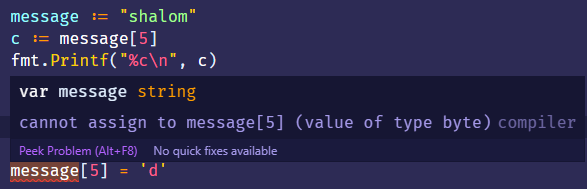 message := "shalom"
c := message[5]
fmt.Printf("%c\n", c)
var message string
cannot assign to message[5] (value of type byte) compiler
Peek Problem (Alt+F8) No quick fixes available
message[5] = 'd'